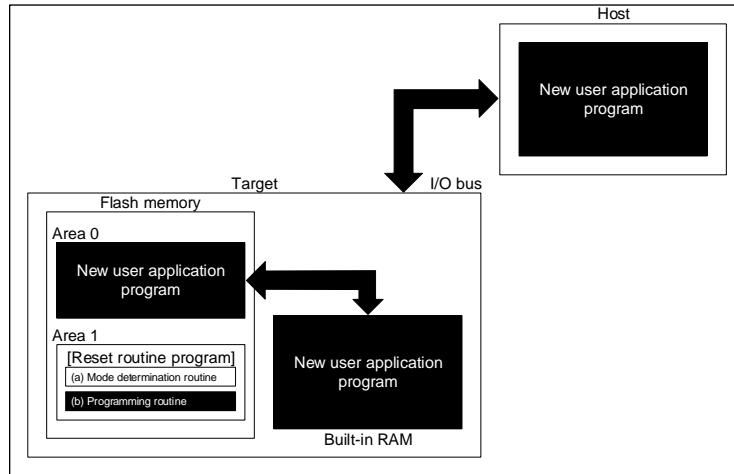 Host
New user application
program
Target
I/O bus
Flash memory
Area 0
New user application
program
Area 1
[Reset routine program]
(a) Mode determination routine
(b) Programming routine
New user application
program
Built-in RAM